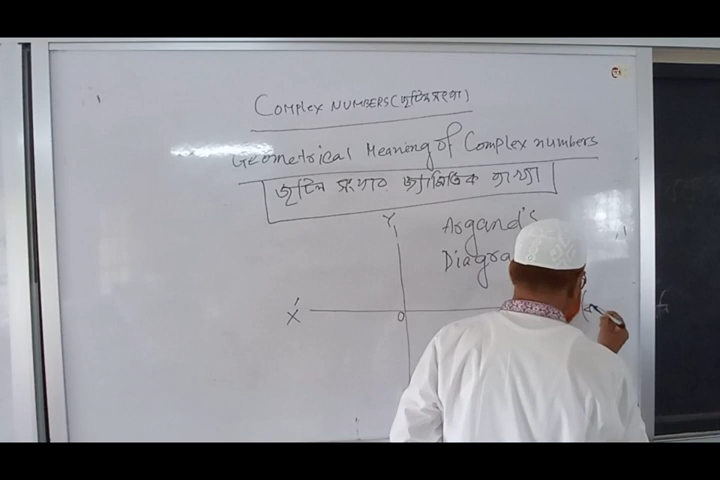 COMPLEX NUMBERS (জটিল সংখ্যা)
GEOMETRICAL MEANING Of COMPLEX NUMBERS
জটিল সংখ্যার জ্যামিতিক ব্যাখ্যা
Y
Argand's
Diagra
X'
O